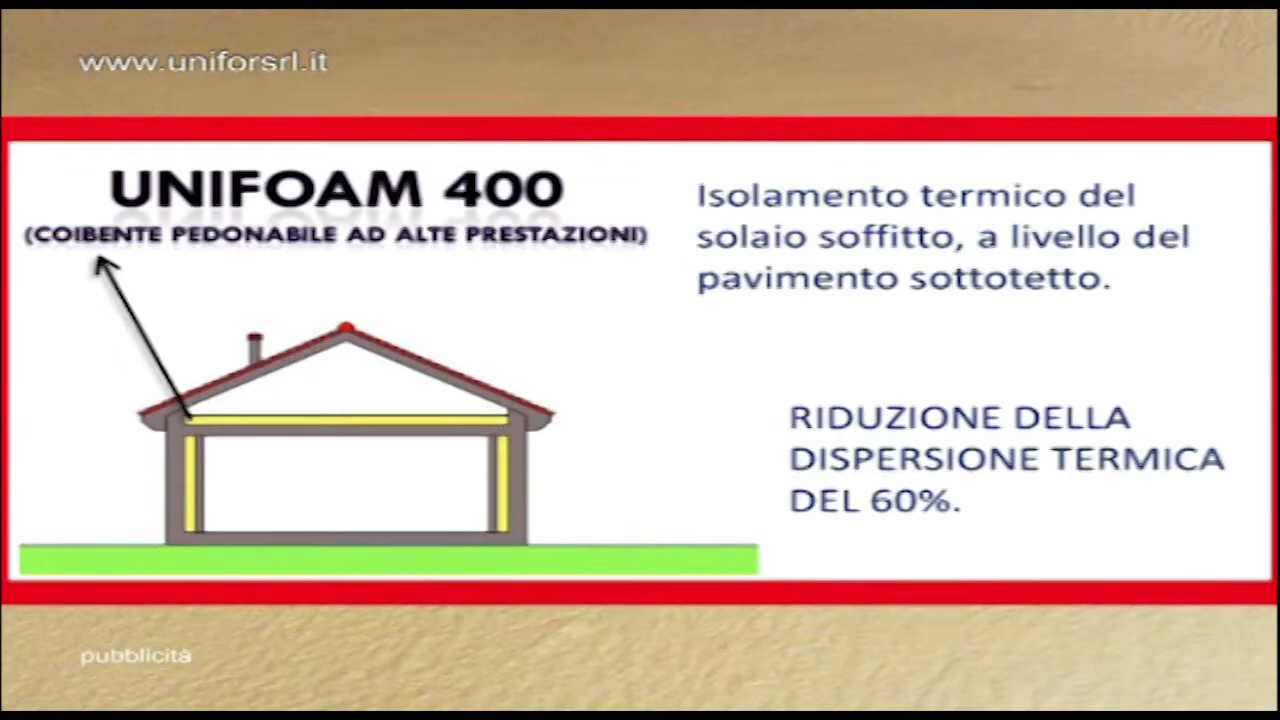 www.uniforsrl.it
UNIFOAM 400
(COIBENTE PEDONABILE AD ALTE PRESTAZIONI)
Isolamento termico del
solaio soffitto, a livello del
pavimento sottotetto.
RIDUZIONE DELLA
DISPERSIONE TERMICA
DEL 60%.
pubblicità